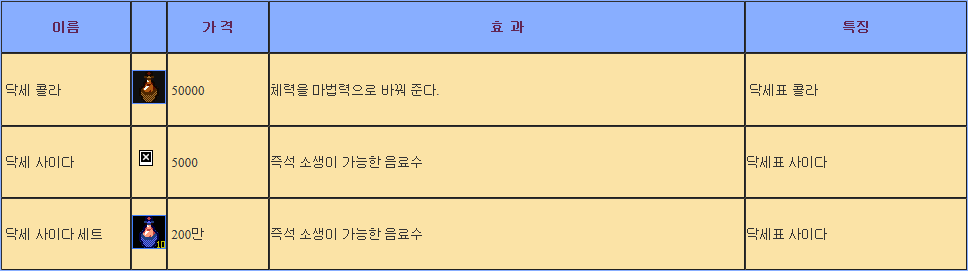 이름 가격 효과 특징
닥세 콜라 50000 체력을 마법력으로 바꿔 준다. 닥세표 콜라
닥세 사이다 5000 즉석 소생이 가능한 음료수 닥세표 사이다
닥세 사이다 세트 10 200만 즉석 소생이 가능한 음료수 닥세표 사이다